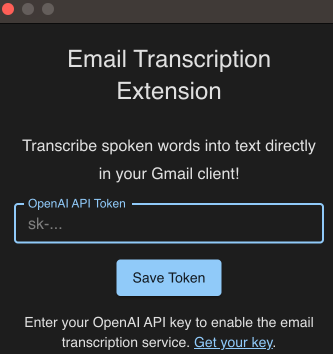 Email Transcription
Extension
Transcribe spoken words into text directly
in your Gmail client!
OpenAI API Token
sk-...
Save Token
Enter your OpenAI API key to enable the email
transcription service. Get your key.